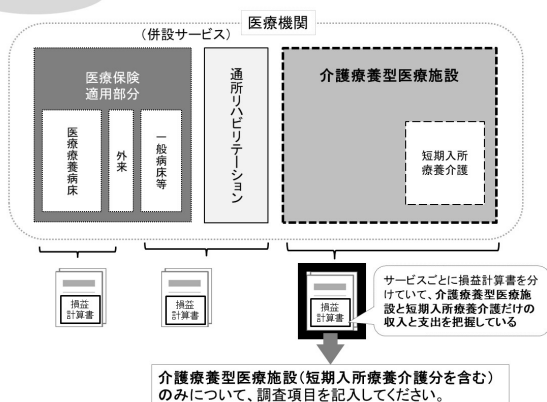 医療機関
(併設サービス)
医療保険
適用部分
医療療養病床
外来
一般病床等
通所リハビリテーション
介護療養型医療施設
短期入所
療養介護
損益
計算書
損益
計算書
損益
計算書
サービスごとに損益計算書を分
けていて、介護療養型医療施
設と短期入所療養介護だけの
収入と支出を把握している
介護療養型医療施設(短期入所療養介護分を含む)
のみについて、調査項目を記入してください。